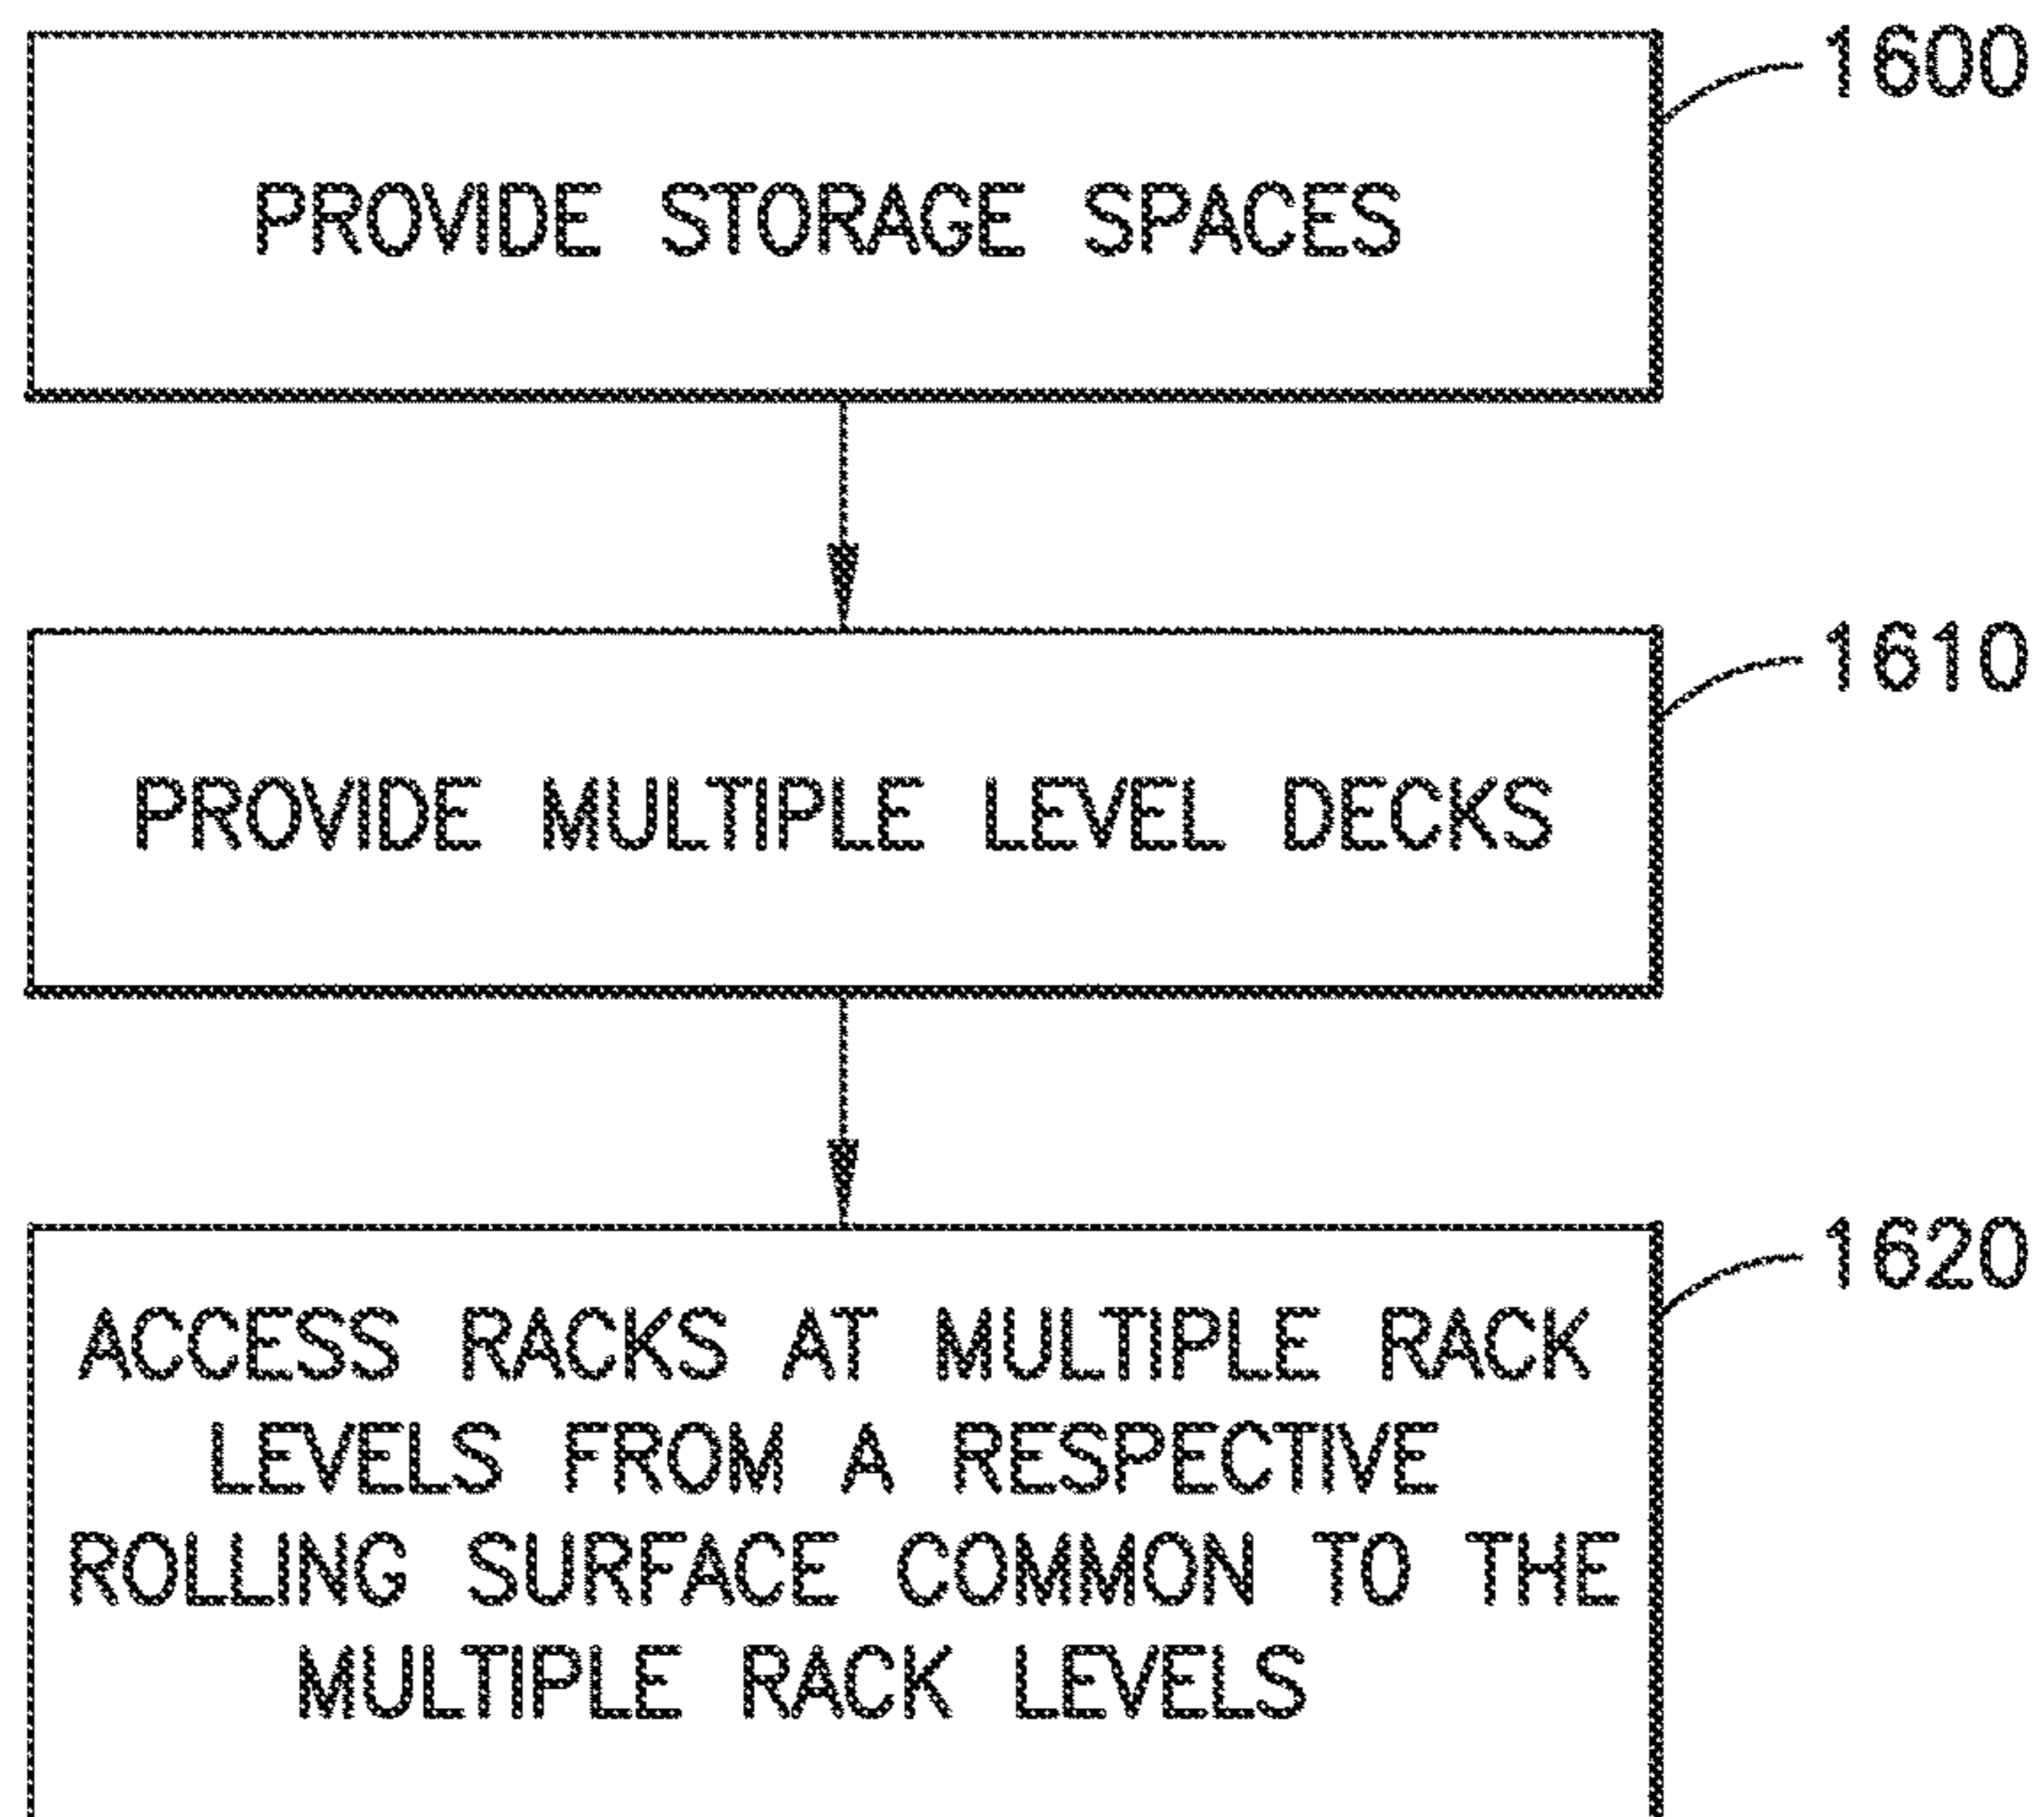 1600
PROVIDE STORAGE SPACES
1610
PROVIDE MULTIPLE LEVEL DECKS
1620
ACCESS RACKS AT MULTIPLE RACK
LEVELS FROM A RESPECTIVE
ROLLING SURFACE COMMON TO THE
MULTIPLE RACK LEVELS